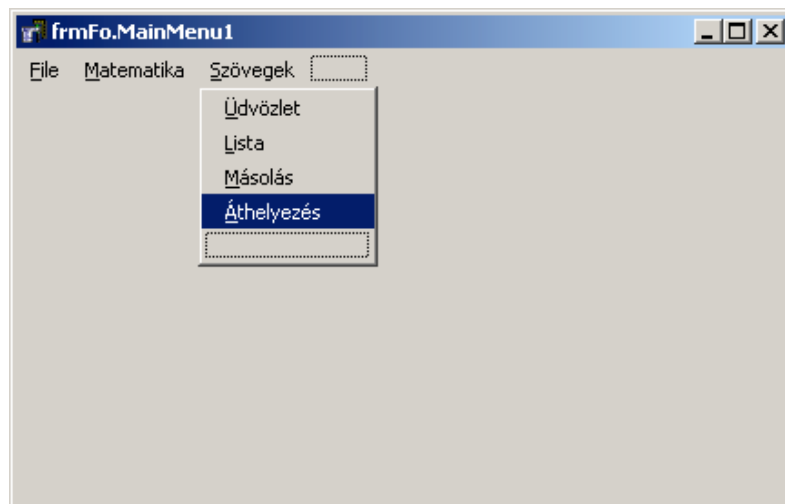 frmFo.MainMenu1
File Matematika Szövegek
Üdvözlet
Lista
Másolás
Áthelyezés